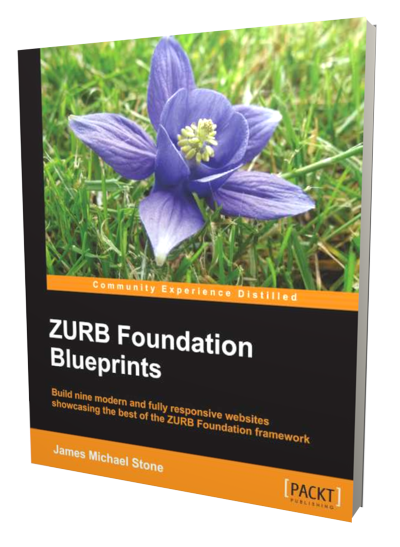 Community Experience Distilled
ZURB Foundation
Blueprints
Build nine modern and fully responsive websites
showcasing the best of the ZURB Foundation framework
James Michael Stone
[PACKT]
PUBLISHING